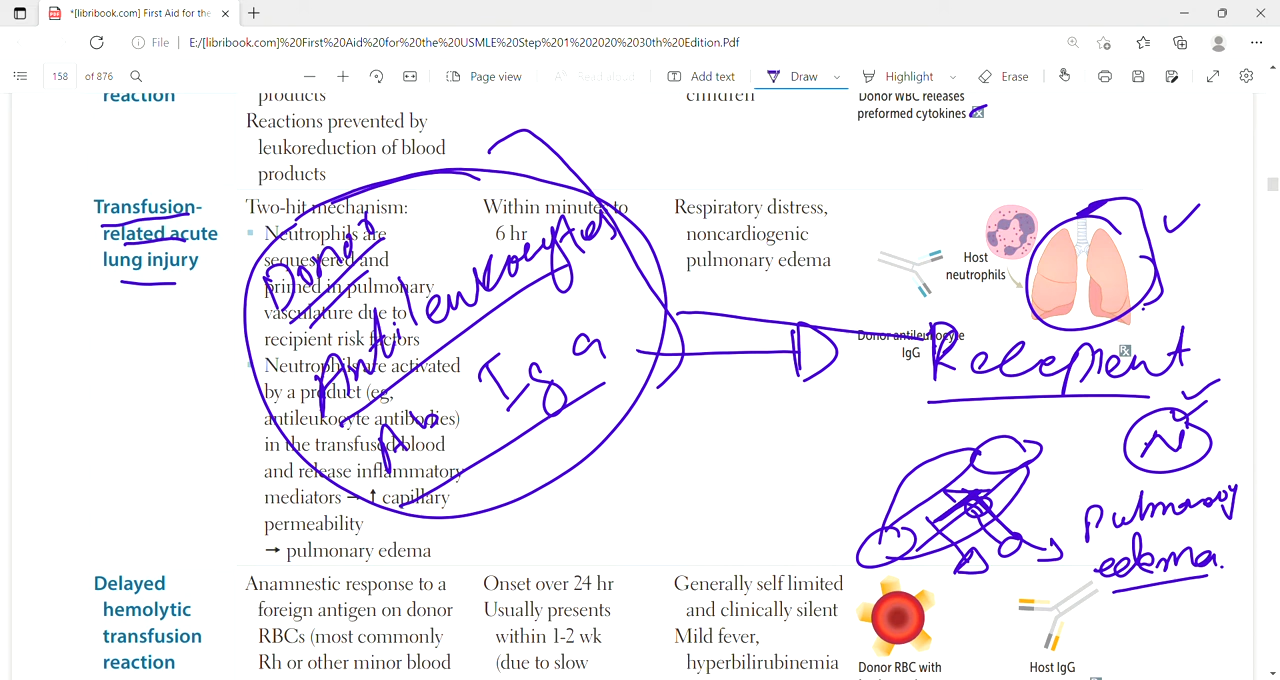 *[libribook.com] First Aid for the
File E:/[libribook.com]%20First%20Aid%20for%20the%20USMLE%20Step%201%202020%2030th%20Edition.Pdf
158 of 876 Page view Read aloud Add text Draw Highlight Erase
reaction
products
Reactions prevented by
leukoreduction of blood
products
children
Donor WBC releases
preformed cytokines
Transfusion-
related acute
lung injury
Two-hit mechanism:
Neutrophils are
sequestered and
primed in pulmonary
vasculature due to
recipient risk factors
Neutrophils are activated
by a product (eg,
antileukocyte antibodies)
in the transfused blood
and release inflammatory
mediators → ↑ capillary
permeability
→ pulmonary edema
Within minutes to
6 hr
Respiratory distress,
noncardiogenic
pulmonary edema
Host
neutrophils
Donor antileukocyte
IgG
Donor
Antileukocytes
Ab Ig G
Recepient
N
Pulmonary
edema.
Delayed
hemolytic
transfusion
reaction
Anamnestic response to a
foreign antigen on donor
RBCs (most commonly
Rh or other minor blood
Onset over 24 hr
Usually presents
within 1-2 wk
(due to slow
Generally self limited
and clinically silent
Mild fever,
hyperbilirubinemia
Donor RBC with
Host IgG